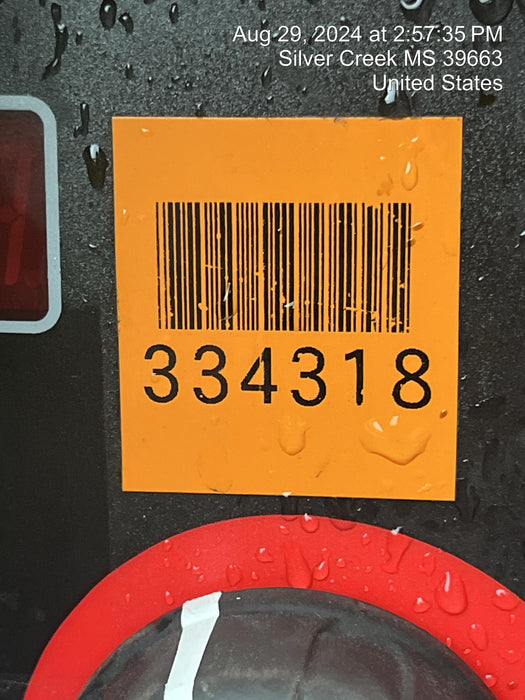 Aug 29, 2024 at 2:57:35 PM
Silver Creek MS 39663
United States
334318